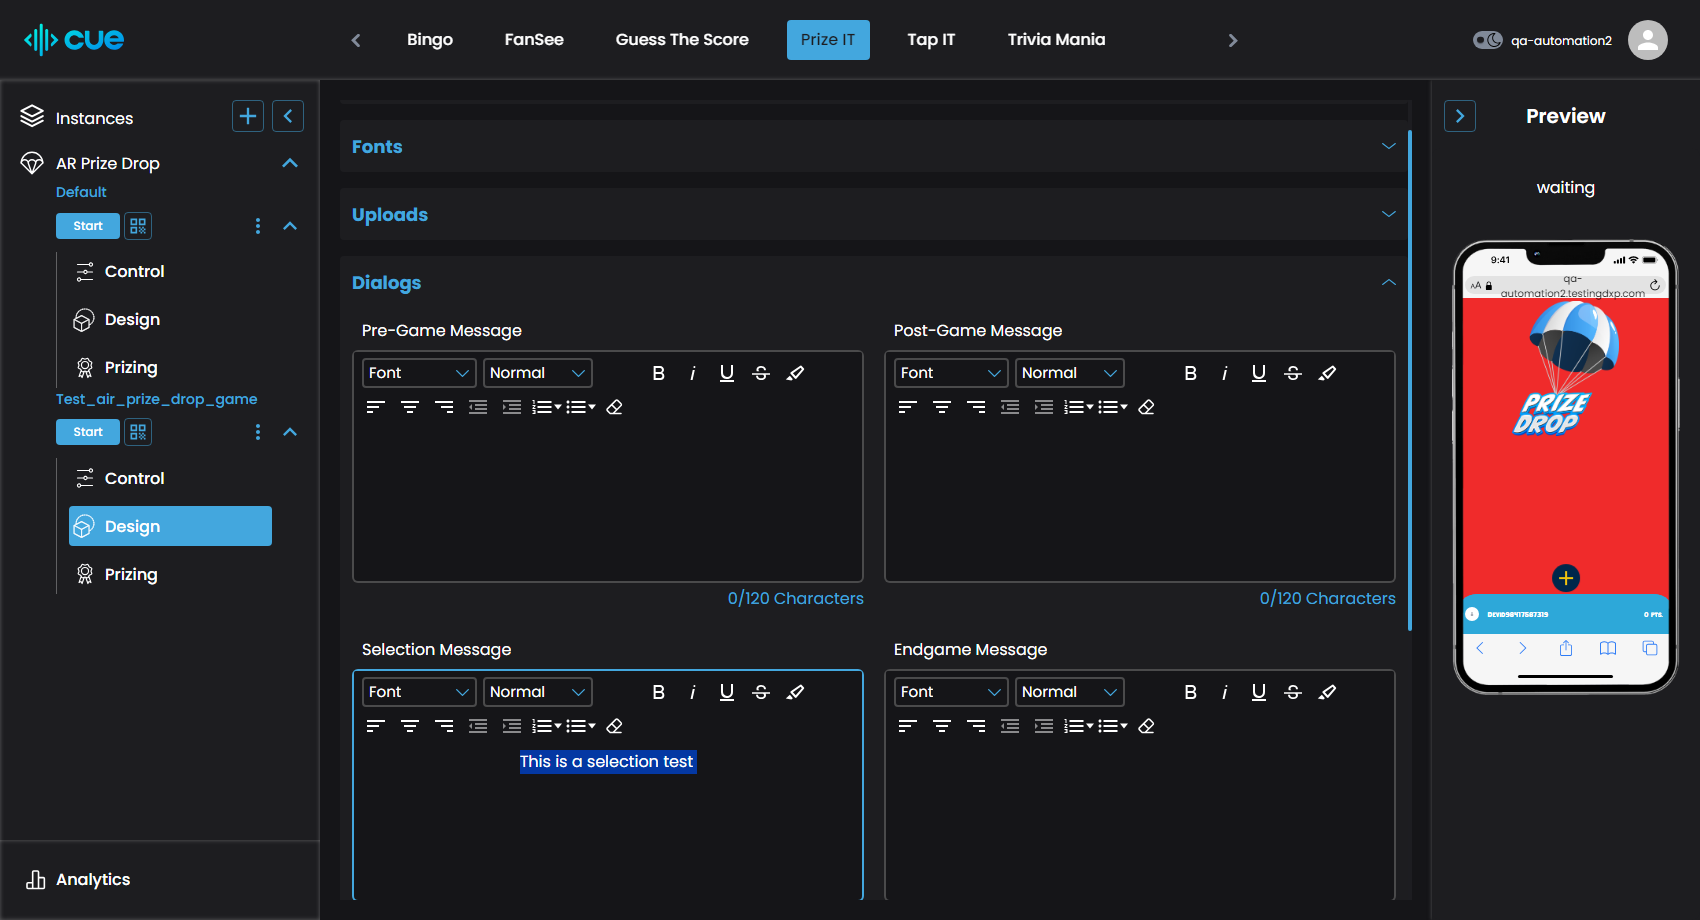 cue
Bingo
FanSee
Guess The Score
Prize IT
Tap IT
Trivia Mania
qa-automation2
Instances
AR Prize Drop
Default
Start
Control
Design
Prizing
Test_air_prize_drop_game
Start
Control
Design
Prizing
Analytics
Fonts
Uploads
Dialogs
Pre-Game Message
Font
Normal
B i U S
0/120 Characters
Post-Game Message
Font
Normal
B i U S
0/120 Characters
Selection Message
Font
Normal
B i U S
This is a selection test
Endgame Message
Font
Normal
B i U S
Preview
waiting
9:41
AA
qa-
automation2.testingdxp.com
PRIZE
DROP
0 PTS.